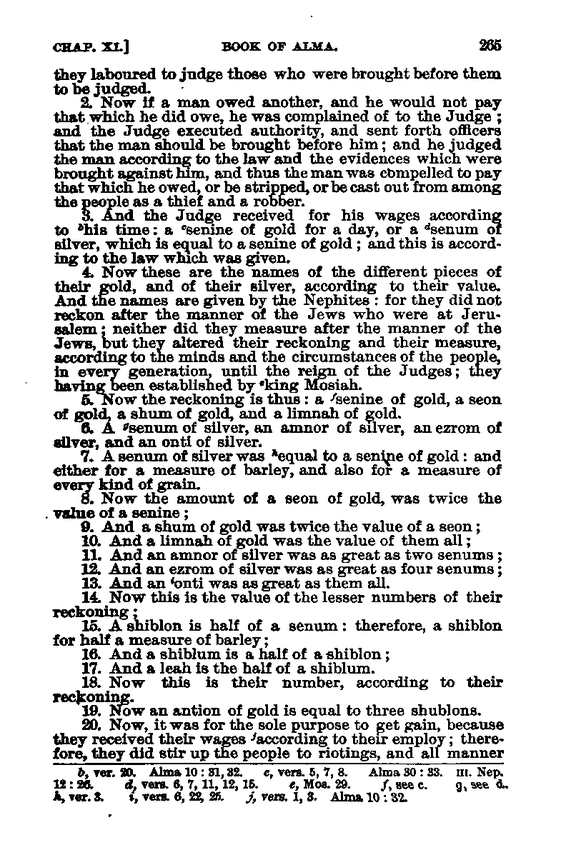 CHAP. XI.] BOOK OF ALMA. 265
they laboured to judge those who were brought before them
to be judged.
2. Now if a man owed another, and he would not pay
that which he did owe, he was complained of to the Judge;
and the Judge executed authority, and sent forth officers
that the man should be brought before him; and he judged
the man according to the law and the evidences which were
brought against him, and thus the man was compelled to pay
that which he owed, or be stripped, or be cast out from among
the people as a thief and a robber.
3. And the Judge received for his wages according
to ᵇhis time: a ᶜsenine of gold for a day, or a ᵈsenum of
silver, which is equal to a senine of gold; and this is accord-
ing to the law which was given.
4. Now these are the names of the different pieces of
their gold, and of their silver, according to their value.
And the names are given by the Nephites: for they did not
reckon after the manner of the Jews who were at Jeru-
salem; neither did they measure after the manner of the
Jews, but they altered their reckoning and their measure,
according to the minds and the circumstances of the people,
in every generation, until the reign of the Judges; they
having been established by ᵉking Mosiah.
5. Now the reckoning is thus: a ᶠsenine of gold, a seon
of gold, a shum of gold, and a limnah of gold.
6. A ᵍsenum of silver, an amnor of silver, an ezrom of
silver, and an onti of silver.
7. A senum of silver was ʰequal to a senine of gold: and
either for a measure of barley, and also for a measure of
every kind of grain.
8. Now the amount of a seon of gold, was twice the
value of a senine;
9. And a shum of gold was twice the value of a seon;
10. And a limnah of gold was the value of them all;
11. And an amnor of silver was as great as two senums;
12. And an ezrom of silver was as great as four senums;
13. And an ⁱonti was as great as them all.
14. Now this is the value of the lesser numbers of their
reckoning;
15. A shiblon is half of a senum: therefore, a shiblon
for half a measure of barley;
16. And a shiblum is a half of a shiblon;
17. And a leah is the half of a shiblum.
18. Now this is their number, according to their
reckoning.
19. Now an antion of gold is equal to three shublons.
20. Now, it was for the sole purpose to get gain, because
they received their wages ʲaccording to their employ; there-
fore, they did stir up the people to riotings, and all manner
b, ver. 20. Alma 10: 31, 32. c, vers. 5, 7, 8. Alma 30: 33. III. Nep.
12: 26. d, vers. 6, 7, 11, 12, 15. e, Mos. 29. f, see c. g, see d.
h, ver. 3. i, vers. 6, 22, 25. j, vers. 1, 3. Alma 10: 32.